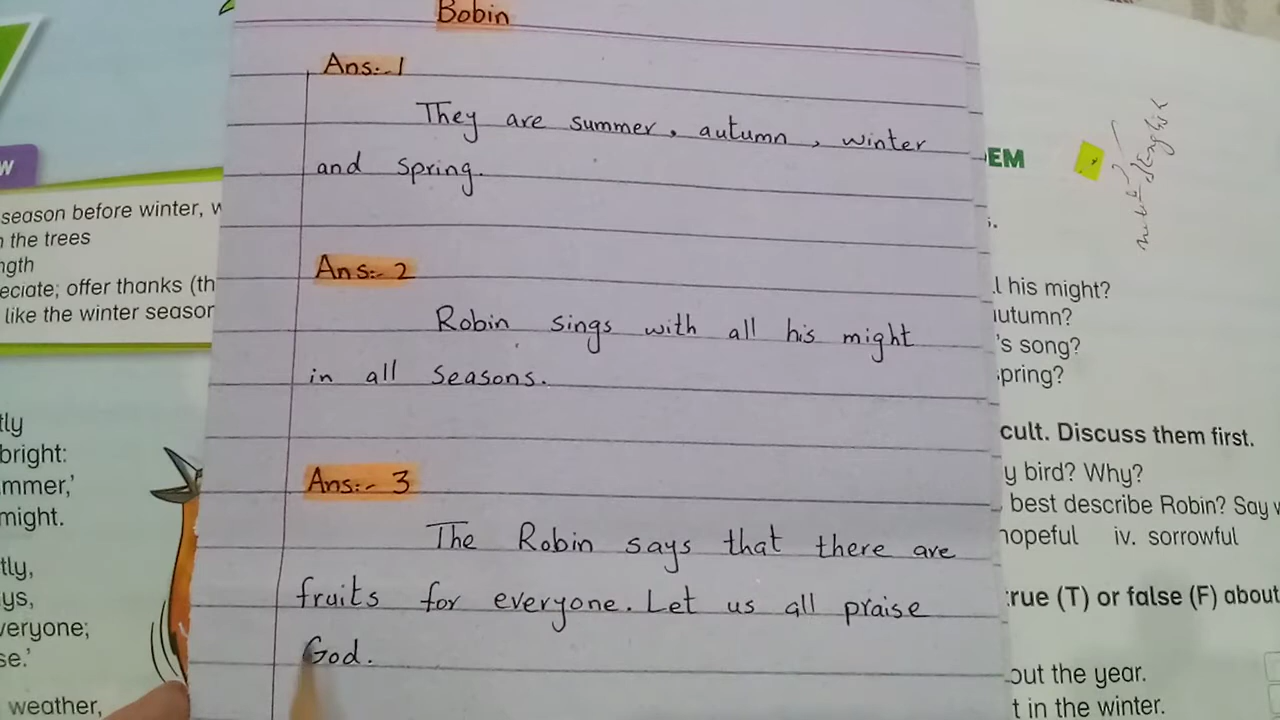 Bobin
Ans:-1
They are summer, autumn, winter
and spring.
Ans:- 2
Robin sings with all his might
in all seasons.
Ans:- 3
The Robin says that there are
fruits for everyone. Let us all praise
God.
season before winter, w
the trees
ngth
eciate; offer thanks (th
like the winter season
tly
bright:
mmer,'
might.
tly,
ys,
veryone;
se.'
weather,
EM
l his might?
utumn?
's song?
pring?
cult. Discuss them first.
y bird? Why?
best describe Robin? Say w
hopeful iv. sorrowful
rue (T) or false (F) about
out the year.
t in the winter.